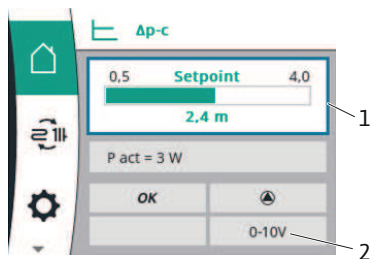 Δp-c
0,5 Setpoint 4,0
2,4 m
1
P act = 3 W
OK
0-10V
2